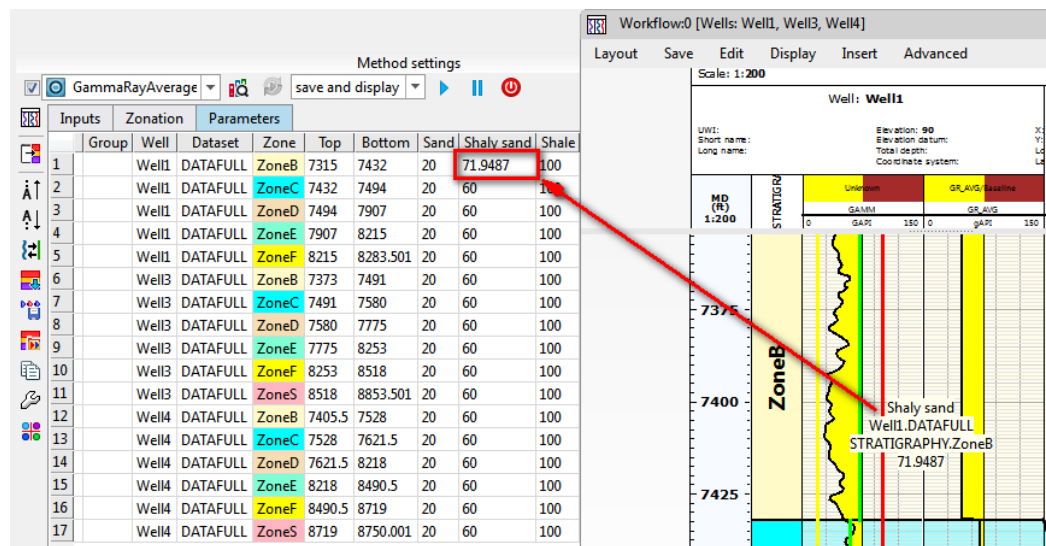 Workflow:0 [Wells: Well1, Well3, Well4]
Layout Save Edit Display Insert Advanced
Method settings
GammaRayAverage save and display
Inputs Zonation Parameters
Group Well Dataset Zone Top Bottom Sand Shaly sand Shale
1 Well1 DATAFULL ZoneB 7315 7432 20 71.9487 100
2 Well1 DATAFULL ZoneC 7432 7494 20 60 100
3 Well1 DATAFULL ZoneD 7494 7907 20 60 100
4 Well1 DATAFULL ZoneE 7907 8215 20 60 100
5 Well1 DATAFULL ZoneF 8215 8283.501 20 60 100
6 Well3 DATAFULL ZoneB 7373 7491 20 60 100
7 Well3 DATAFULL ZoneC 7491 7580 20 60 100
8 Well3 DATAFULL ZoneD 7580 7775 20 60 100
9 Well3 DATAFULL ZoneE 7775 8253 20 60 100
10 Well3 DATAFULL ZoneF 8253 8518 20 60 100
11 Well3 DATAFULL ZoneS 8518 8853.501 20 60 100
12 Well4 DATAFULL ZoneB 7405.5 7528 20 60 100
13 Well4 DATAFULL ZoneC 7528 7621.5 20 60 100
14 Well4 DATAFULL ZoneD 7621.5 8218 20 60 100
15 Well4 DATAFULL ZoneE 8218 8490.5 20 60 100
16 Well4 DATAFULL ZoneF 8490.5 8719 20 60 100
17 Well4 DATAFULL ZoneS 8719 8750.001 20 60 100
Scale: 1:200
Well: Well1
UWI: Elevation: 90 X:
Short name: Elevation datum: Y:
Long name: Total depth:
Coordinate system:
MD
(ft)
1:200
STRATIGRA
Unknown GR_AVG/Baseline
GAMM GR_AVG
0 GAPI 150 0 gAPI 150
7375
ZoneB
7400
7425
Shaly sand
Well1.DATAFULL
STRATIGRAPHY.ZoneB
71.9487